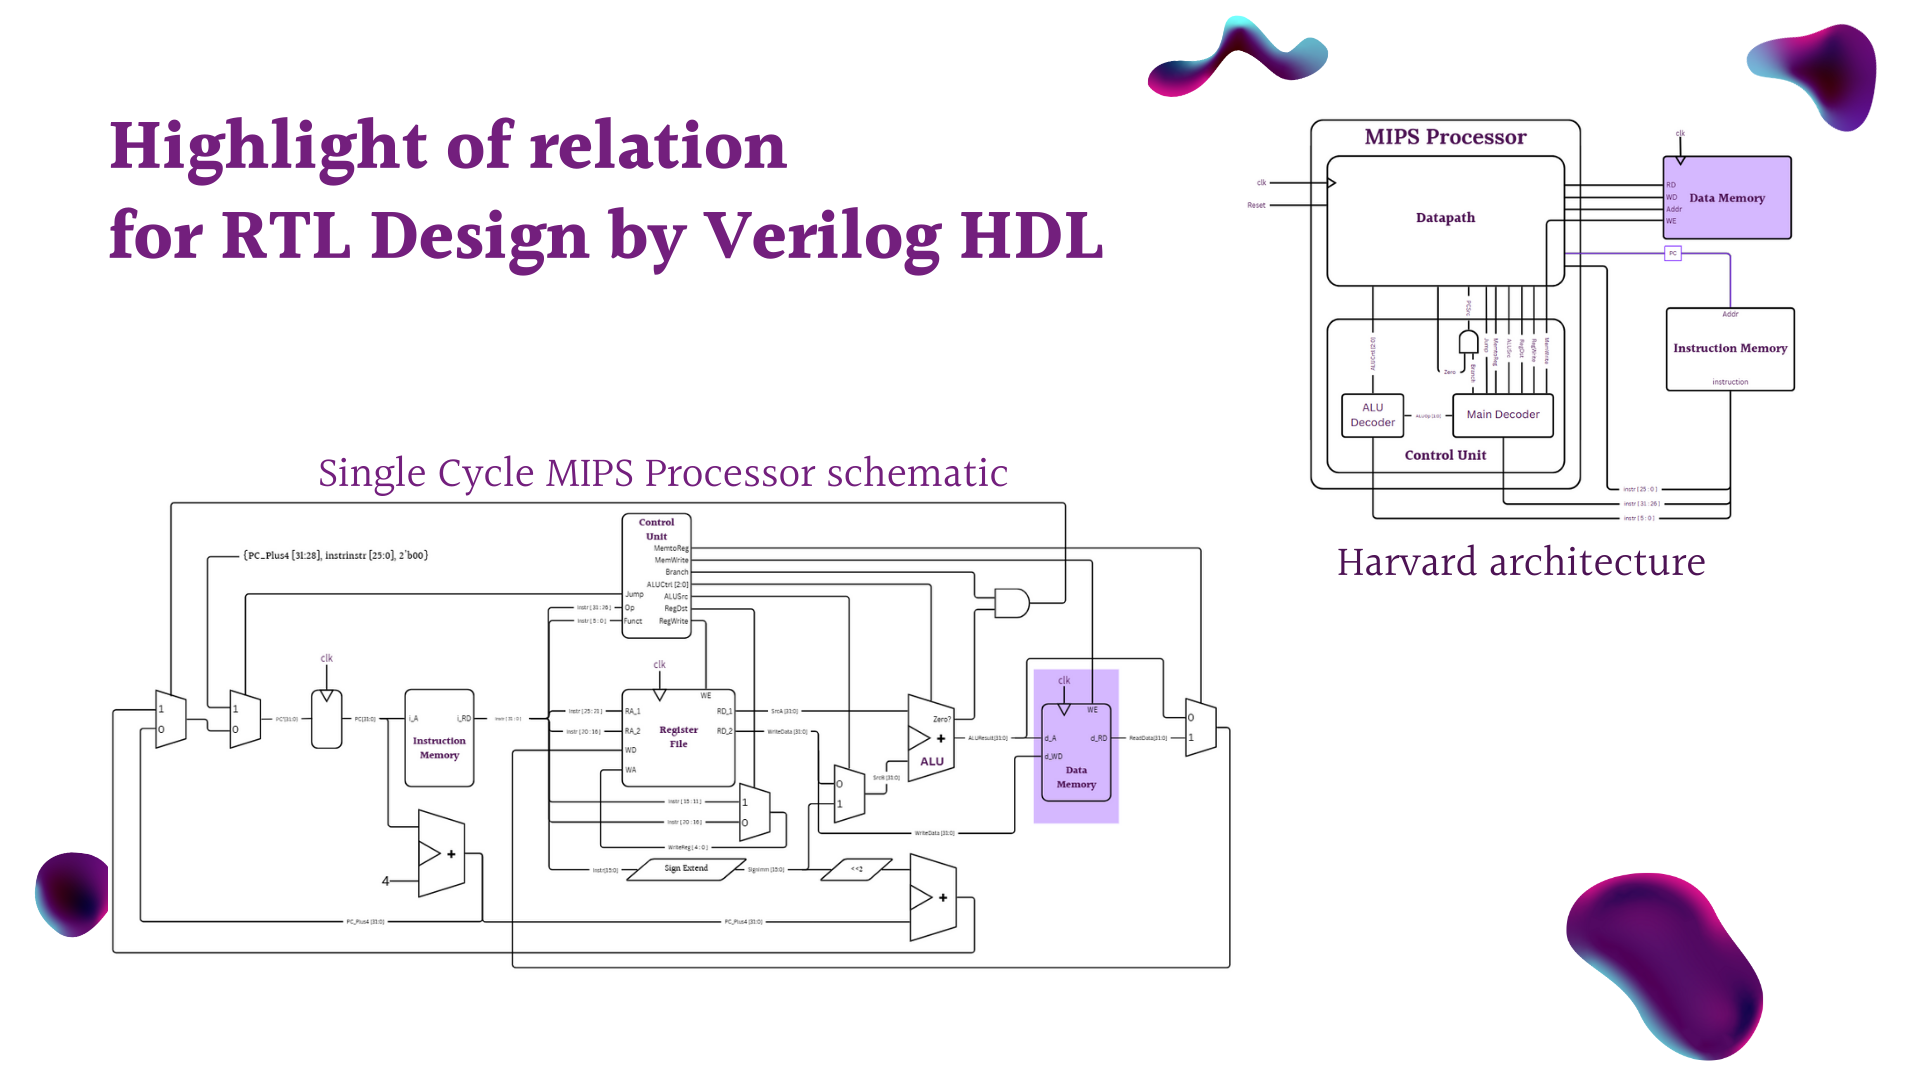 Highlight of relation
for RTL Design by Verilog HDL
MIPS Processor
clk
Reset
Datapath
clk
RD
WD
Addr
WE
Data Memory
PC
Addr
Instruction Memory
instruction
ALUCtrl [2:0]
PCSrc
Zero
Branch
Jump
MemtoReg
ALUSrc
RegDst
RegWrite
MemWrite
ALU
Decoder
ALUOp [1:0]
Main Decoder
Control Unit
instr [25 : 0 ]
instr [31 : 26 ]
instr [ 5 : 0 ]
Harvard architecture
Single Cycle MIPS Processor schematic
Control
Unit
MemtoReg
MemWrite
Branch
ALUCtrl [2:0]
ALUSrc
RegDst
RegWrite
Jump
Op
Funct
{PC_Plus4 [31:28], instrinstr [25:0], 2'b00}
Instr [ 31 : 26 ]
Instr [ 5 : 0 ]
1
0
1
0
PC'[31:0]
clk
PC[31:0]
i_A
i_RD
Instruction
Memory
Instr [31 : 0]
Instr [ 25 : 21 ]
Instr [ 20 : 16 ]
clk
WE
RA_1
RA_2
WD
WA
RD_1
RD_2
Register
File
SrcA [31:0]
WriteData [31:0]
Instr [ 15 : 11 ]
Instr [ 20 : 16 ]
1
0
WriteReg [ 4 : 0 ]
0
1
SrcB [31:0]
Zero?
+
ALU
ALUResult[31:0]
clk
WE
d_A
d_RD
d_WD
Data
Memory
ReadData[31:0]
0
1
WriteData [31:0]
4
+
Instr[15:0]
Sign Extend
SignImm [15:0]
<<2
+
PC_Plus4 [31:0]
PC_Plus4 [31:0]